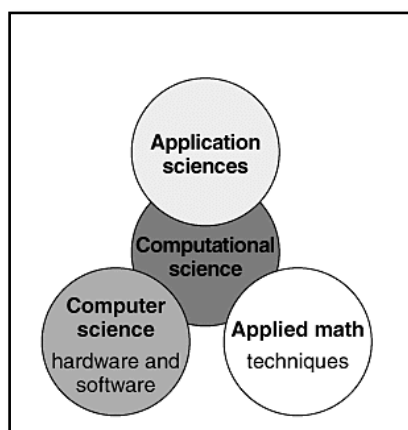 Application
sciences
Computational
science
Computer
science
hardware and
software
Applied math
techniques